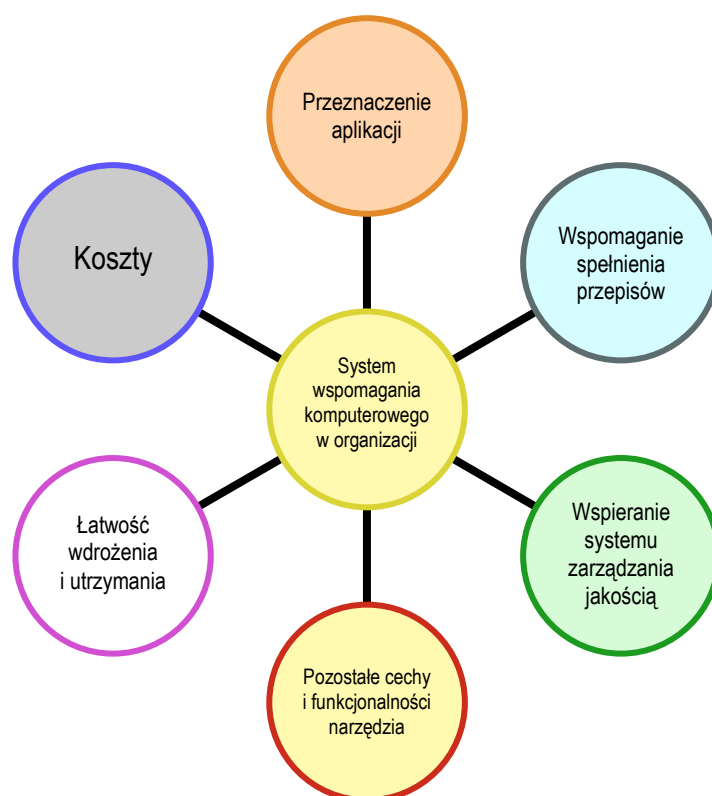 Przeznaczenie
aplikacji
Koszty
Wspomaganie
spełnienia
przepisów
System
wspomagania
komputerowego
w organizacji
Łatwość
wdrożenia
i utrzymania
Wspieranie
systemu
zarządzania
jakością
Pozostałe cechy
i funkcjonalności
narzędzia